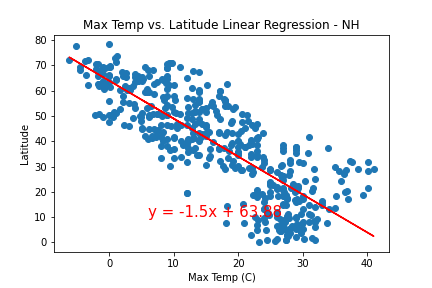 Max Temp vs. Latitude Linear Regression - NH
80
70
60
50
40
30
20
10
0
Latitude
y = -1.5x + 63.88
0 10 20 30 40
Max Temp (C)